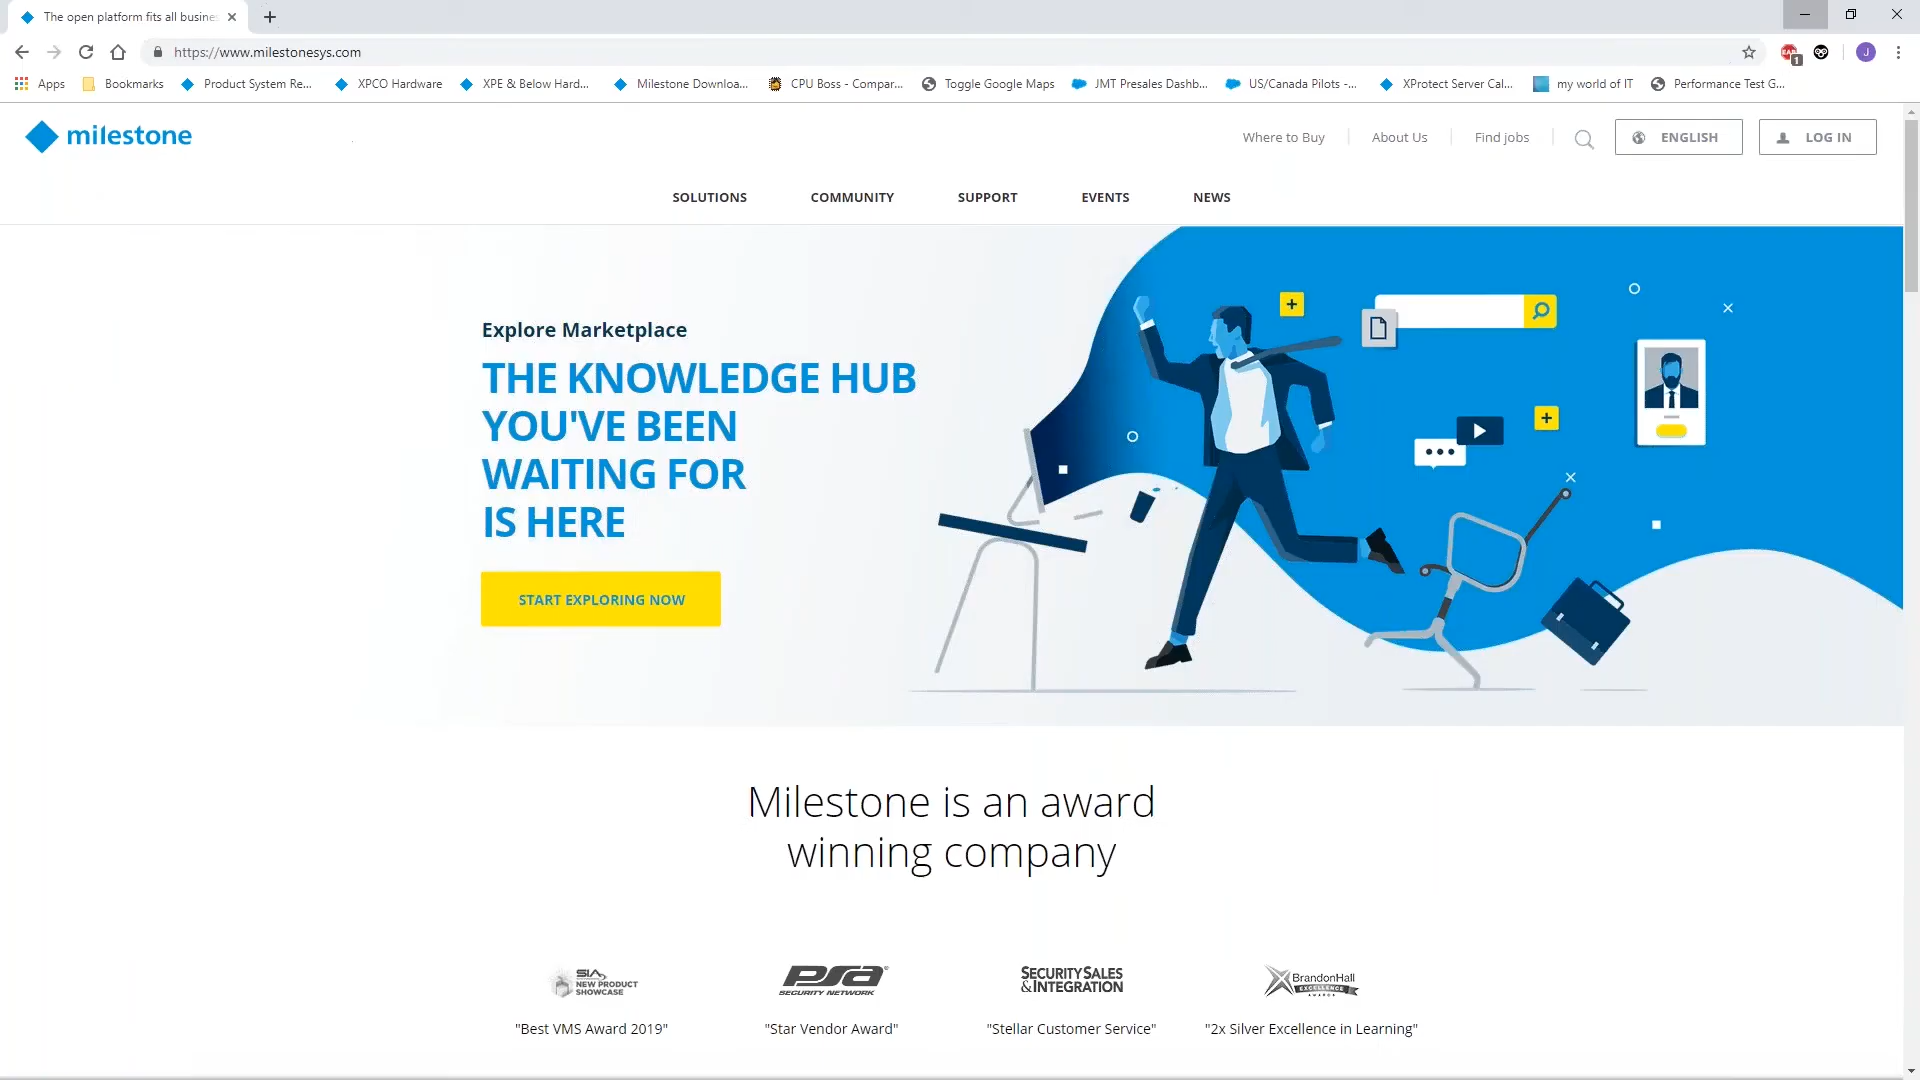 The open platform fits all busine
https://www.milestonesys.com
Apps
Bookmarks
Product System Re...
XPCO Hardware
XPE & Below Hard...
Milestone Downloa...
CPU Boss - Compar...
Toggle Google Maps
JMT Presales Dashb...
US/Canada Pilots -...
XProtect Server Cal...
my world of IT
Performance Test G...
milestone
Where to Buy
About Us
Find jobs
ENGLISH
LOG IN
SOLUTIONS
COMMUNITY
SUPPORT
EVENTS
NEWS
Explore Marketplace
THE KNOWLEDGE HUB
YOU'VE BEEN
WAITING FOR
IS HERE
START EXPLORING NOW
Milestone is an award
winning company
SIA
NEW PRODUCT
SHOWCASE
"Best VMS Award 2019"
psa
SECURITY NETWORK
"Star Vendor Award"
SECURITY SALES
& INTEGRATION
"Stellar Customer Service"
BrandonHall
EXCELLENCE
AWARDS
"2x Silver Excellence in Learning"